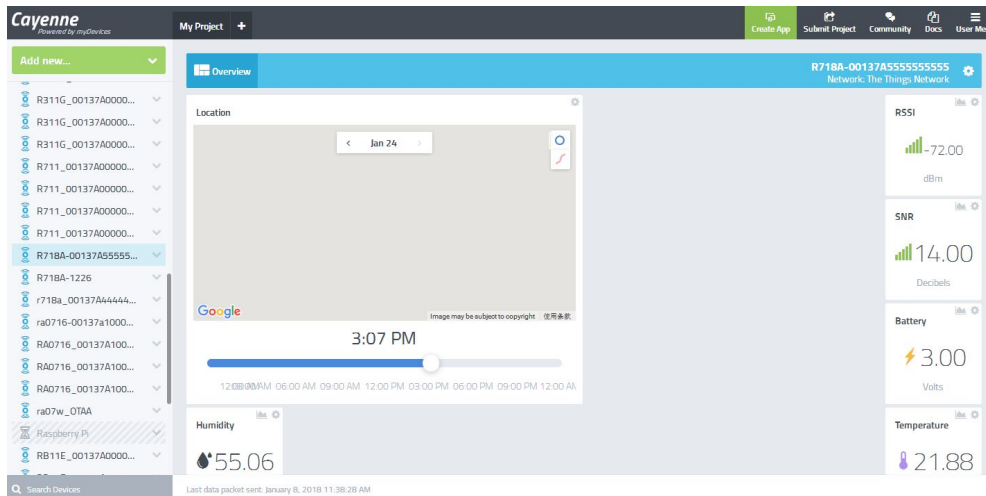 Cayenne
Powered by myDevices
My Project +
Create App
Submit Project
Community
Docs
User Me
Add new...
Overview
R718A-00137A5555555555
Network: The Things Network
R311G_00137A0000...
R311G_00137A0000...
R311G_00137A0000...
R711_00137A00000...
R711_00137A00000...
R711_00137A00000...
R711_00137A00000...
R718A-00137A55555...
R718A-1226
r718a_00137A44444...
ra0716-00137a1000...
RA0716_00137A100...
RA0716_00137A100...
RA0716_00137A100...
ra07w_OTAA
Raspberry Pi
RB11E_00137A0000...
Search Devices
Location
Jan 24
Google
Image may be subject to copyright 使用条款
3:07 PM
06:00 AM 09:00 AM 12:00 PM 03:00 PM 06:00 PM 09:00 PM 12:00 AM
Humidity
55.06
RSSI
-72.00
dBm
SNR
14.00
Decibels
Battery
3.00
Volts
Temperature
21.88
Last data packet sent: January 8, 2018 11:38:28 AM